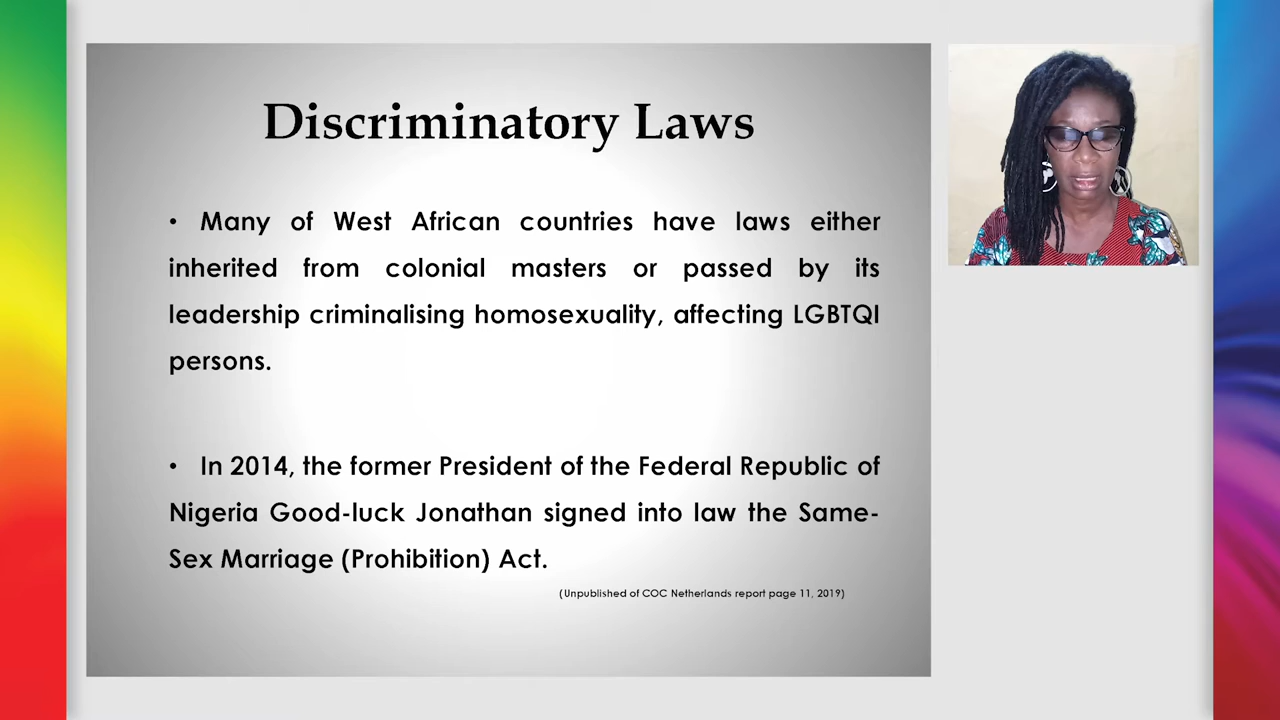 Discriminatory Laws
• Many of West African countries have laws either
inherited from colonial masters or passed by its
leadership criminalising homosexuality, affecting LGBTQI
persons.
• In 2014, the former President of the Federal Republic of
Nigeria Good-luck Jonathan signed into law the Same-
Sex Marriage (Prohibition) Act.
(Unpublished of COC Netherlands report page 11, 2019)